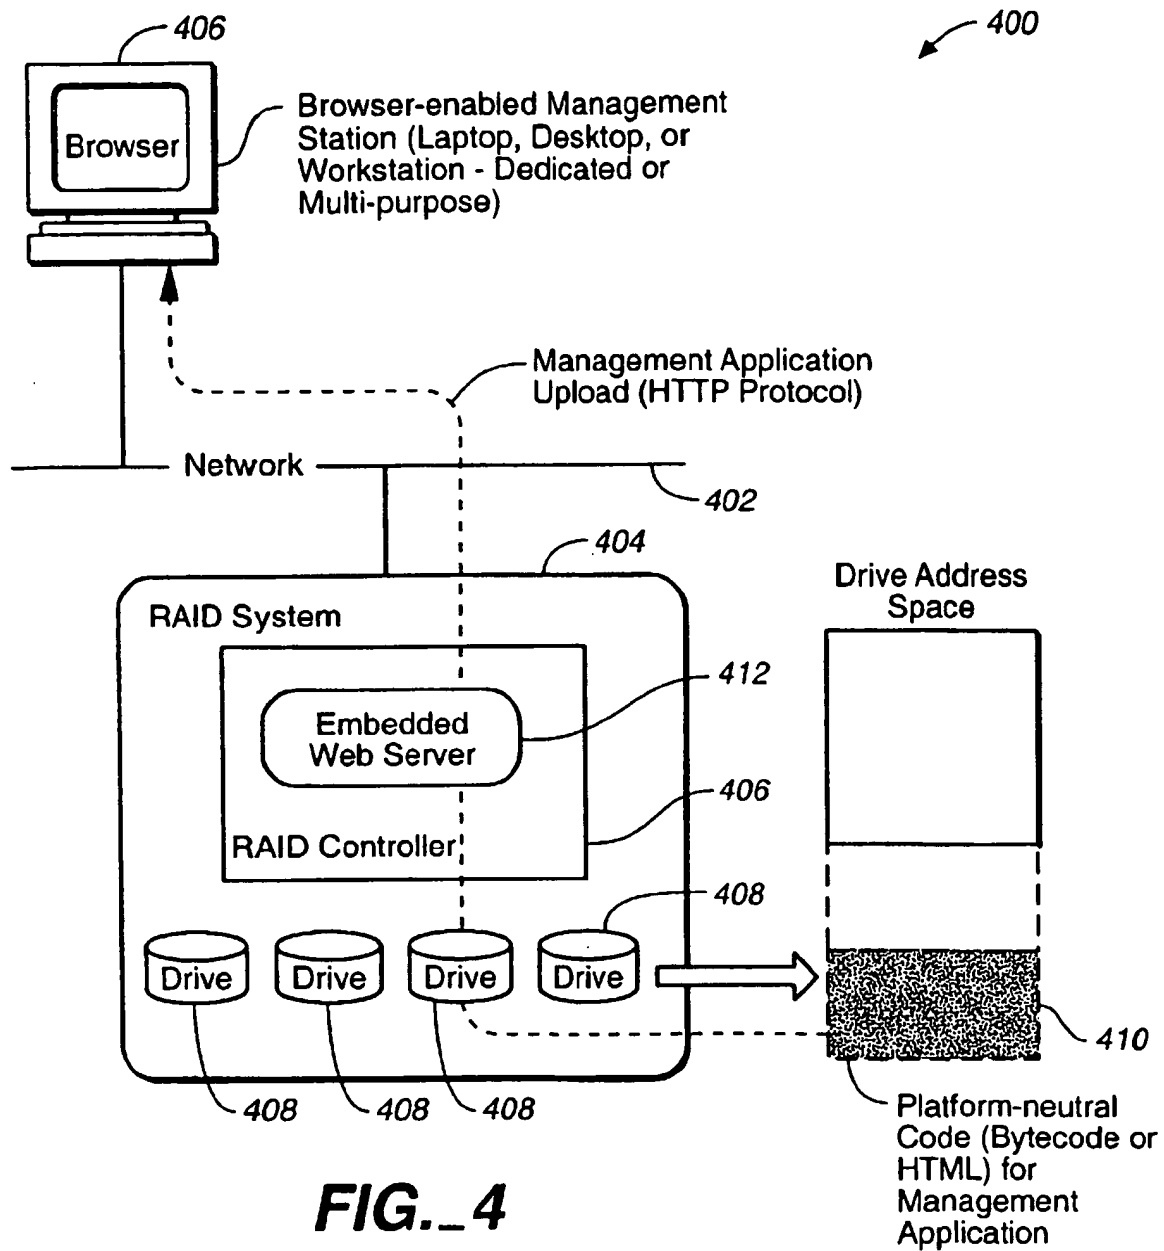 406
400
Browser
Browser-enabled Management
Station (Laptop, Desktop, or
Workstation - Dedicated or
Multi-purpose)
Management Application
Upload (HTTP Protocol)
Network
402
404
RAID System
Drive Address
Space
412
Embedded
Web Server
406
RAID Controller
408
Drive
Drive
Drive
Drive
410
408
408
408
Platform-neutral
Code (Bytecode or
HTML) for
Management
Application
FIG._4